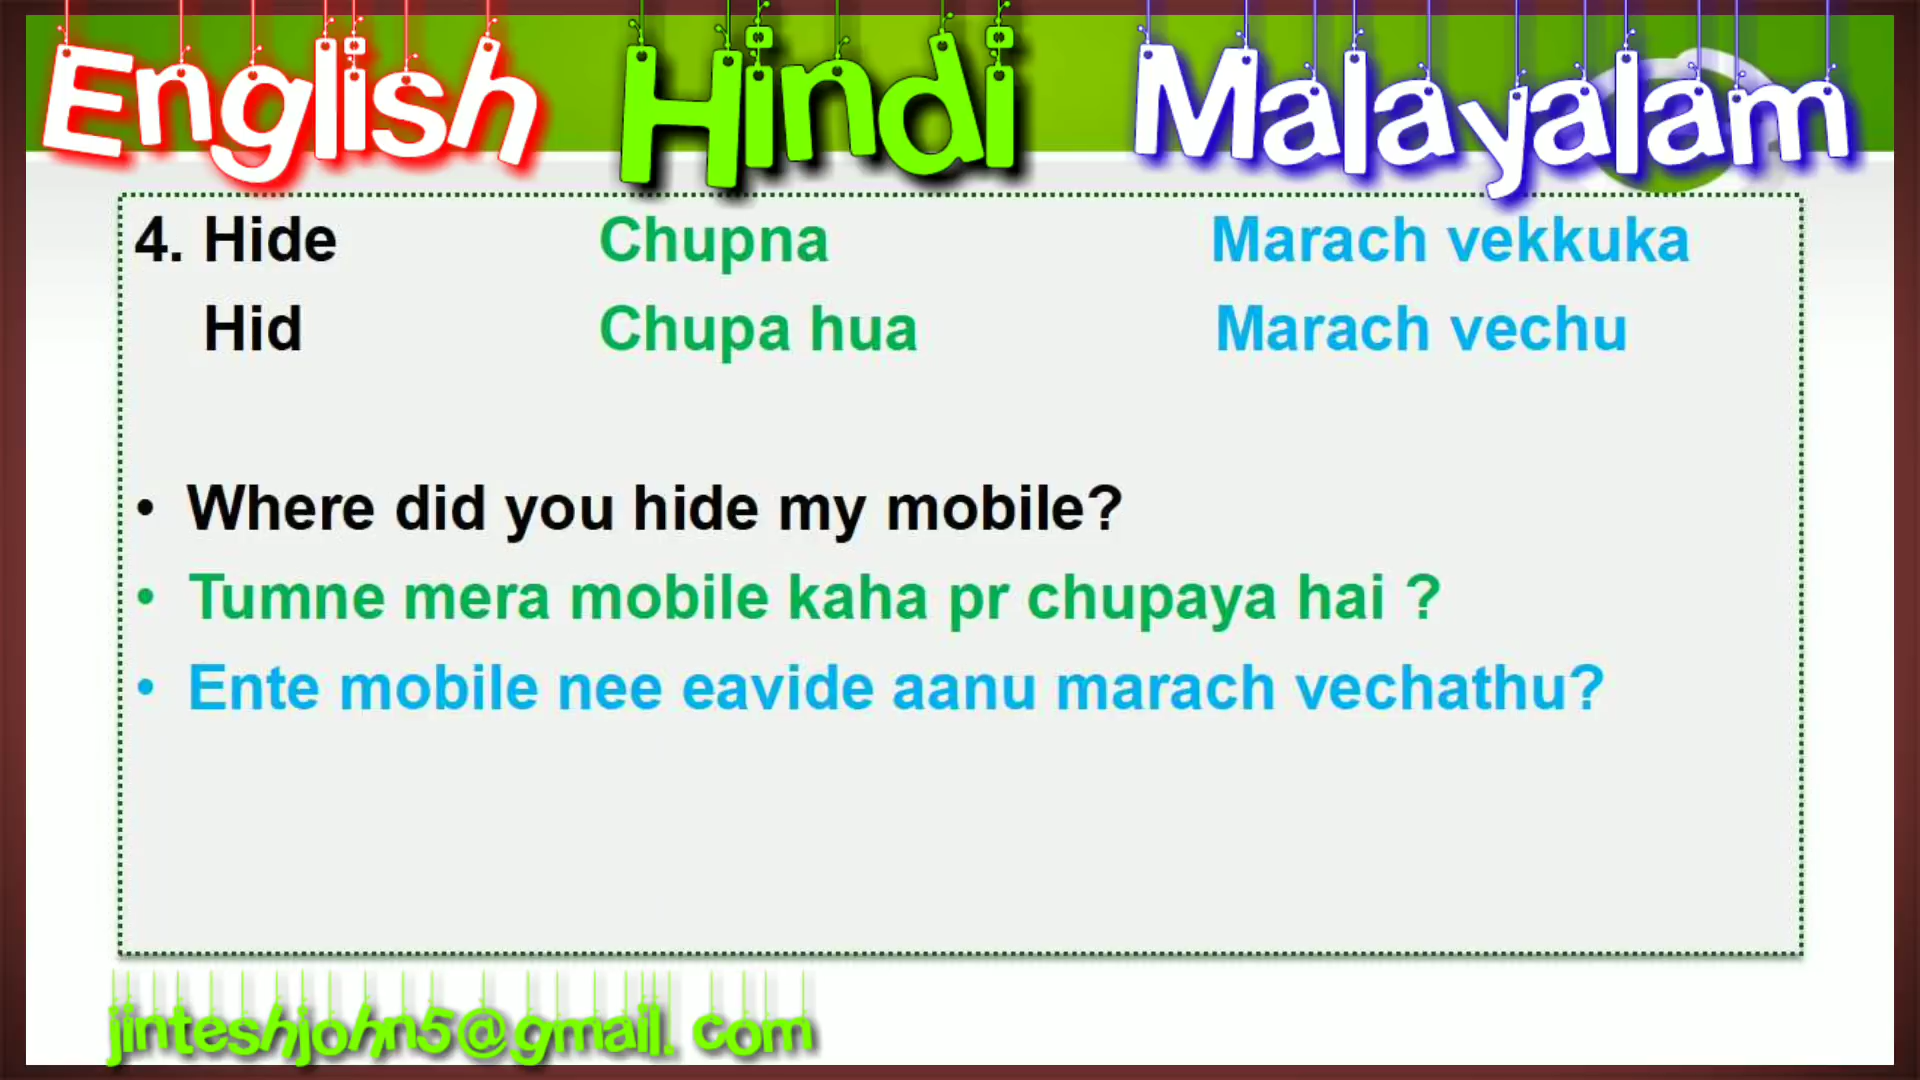 English Hindi Malayalam
4. Hide Chupna Marach vekkuka
Hid Chupa hua Marach vechu
• Where did you hide my mobile?
• Tumne mera mobile kaha pr chupaya hai ?
• Ente mobile nee eavide aanu marach vechathu?
jinteshjohn5@gmail. com